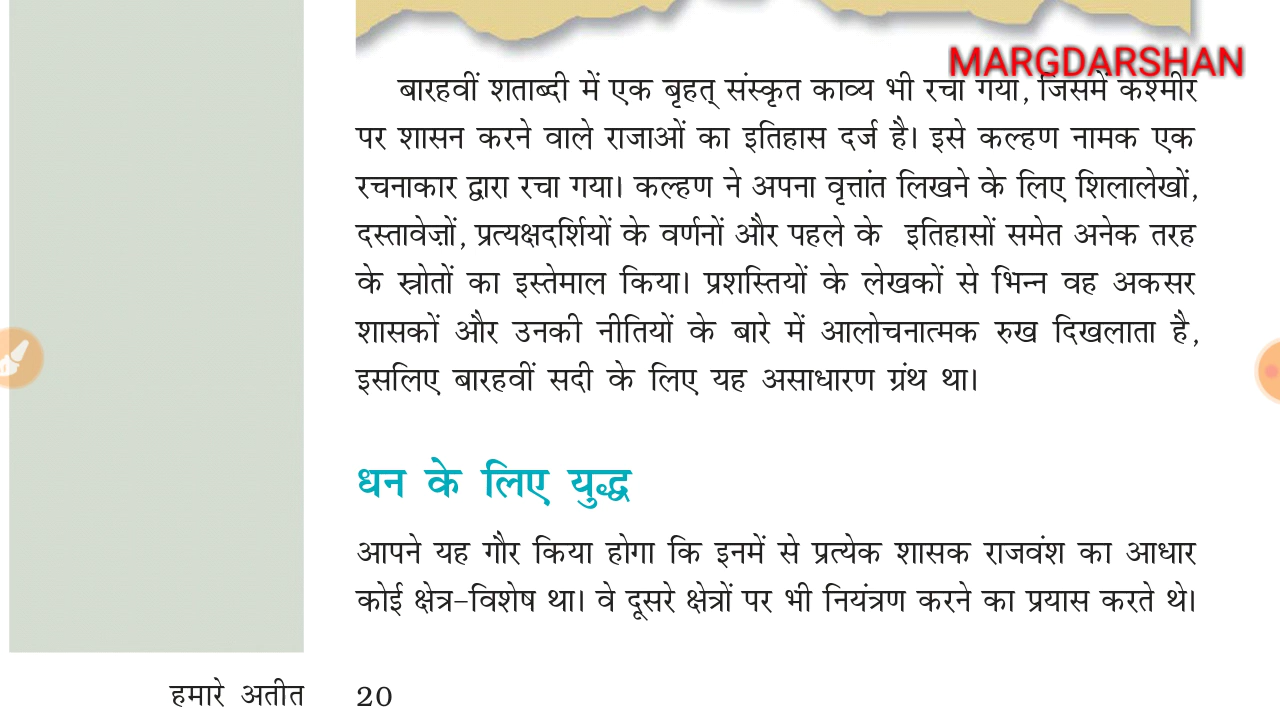 MARGDARSHAN
बारहवीं शताब्दी में एक बृहत् संस्कृत काव्य भी रचा गया, जिसमें कश्मीर
पर शासन करने वाले राजाओं का इतिहास दर्ज है। इसे कल्हण नामक एक
रचनाकार द्वारा रचा गया। कल्हण ने अपना वृत्तांत लिखने के लिए शिलालेखों,
दस्तावेज़ों, प्रत्यक्षदर्शियों के वर्णनों और पहले के इतिहासों समेत अनेक तरह
के स्रोतों का इस्तेमाल किया। प्रशस्तियों के लेखकों से भिन्न वह अकसर
शासकों और उनकी नीतियों के बारे में आलोचनात्मक रुख दिखलाता है,
इसलिए बारहवीं सदी के लिए यह असाधारण ग्रंथ था।
धन के लिए युद्ध
आपने यह गौर किया होगा कि इनमें से प्रत्येक शासक राजवंश का आधार
कोई क्षेत्र-विशेष था। वे दूसरे क्षेत्रों पर भी नियंत्रण करने का प्रयास करते थे।
हमारे अतीत 20